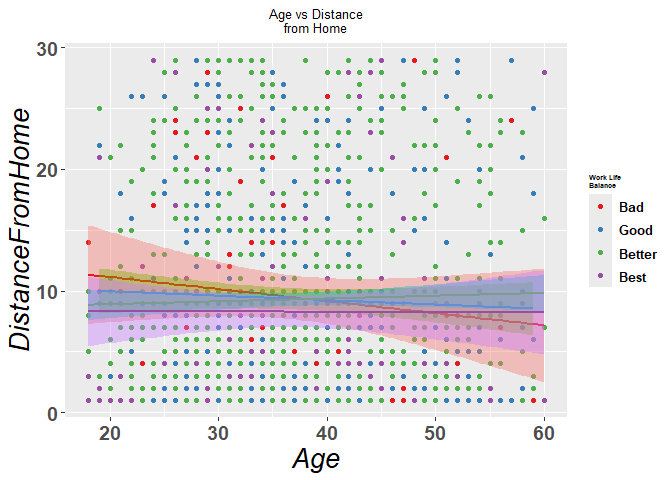 Age vs Distance
from Home
30
20
10
0
DistanceFromHome
20
30
40
50
60
Age
Work Life
Balance
Bad
Good
Better
Best